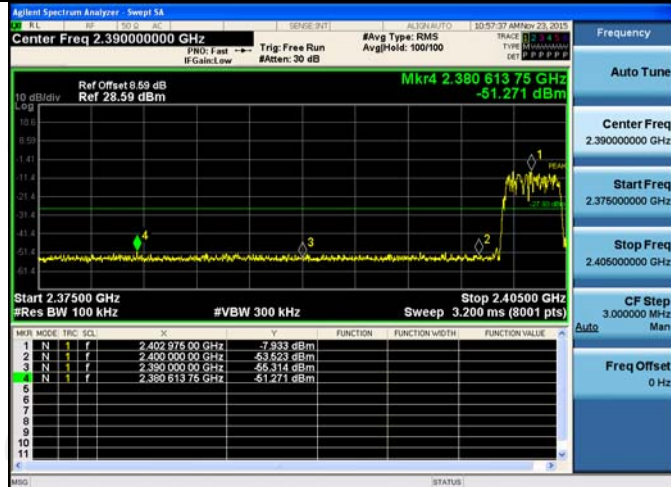 Agilent Spectrum Analyzer - Swept SA
RL RF 50 Ω AC SENSE:INT ALIGN AUTO 10:57:37 AM Nov 23, 2015
Center Freq 2.390000000 GHz
PNO: Fast
IFGain:Low
Trig: Free Run
#Atten: 30 dB
#Avg Type: RMS
Avg|Hold: 100/100
TRACE 1 2 3 4 5 6
TYPE M
DET P P P P P P
Ref Offset 8.59 dB
10 dB/div Ref 28.59 dBm
Log
Mkr4 2.380 613 75 GHz
-51.271 dBm
18.6
8.59
-1.41
-11.4
-21.4
-31.4
-41.4
-51.4
-61.4
1
PEAK
-27.93 dBm
4
3
2
Start 2.37500 GHz Stop 2.40500 GHz
#Res BW 100 kHz #VBW 300 kHz Sweep 3.200 ms (8001 pts)
MKR MODE TRC SCL X Y FUNCTION FUNCTION WIDTH FUNCTION VALUE
1 N 1 f 2.402 975 00 GHz -7.933 dBm
2 N 1 f 2.400 000 00 GHz -53.523 dBm
3 N 1 f 2.390 000 00 GHz -55.314 dBm
4 N 1 f 2.380 613 75 GHz -51.271 dBm
5
6
7
8
9
10
11
MSG STATUS
Frequency
Auto Tune
Center Freq
2.390000000 GHz
Start Freq
2.375000000 GHz
Stop Freq
2.405000000 GHz
CF Step
3.000000 MHz
Auto Man
Freq Offset
0 Hz